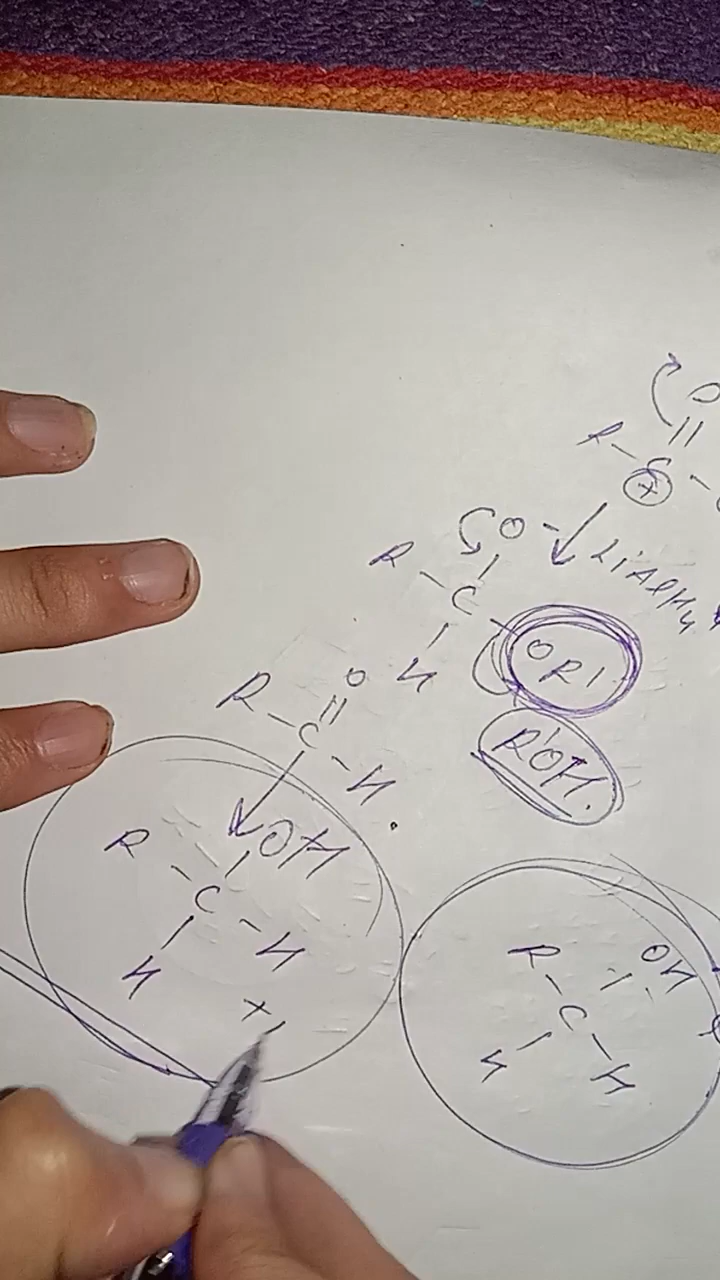 O
||
R - C -
+
O -
LiAlH4
R - C - OR'
H
O
||
R - C - H.
R'OH.
OH
R - C - H
H
+
OH
R - C - H
H